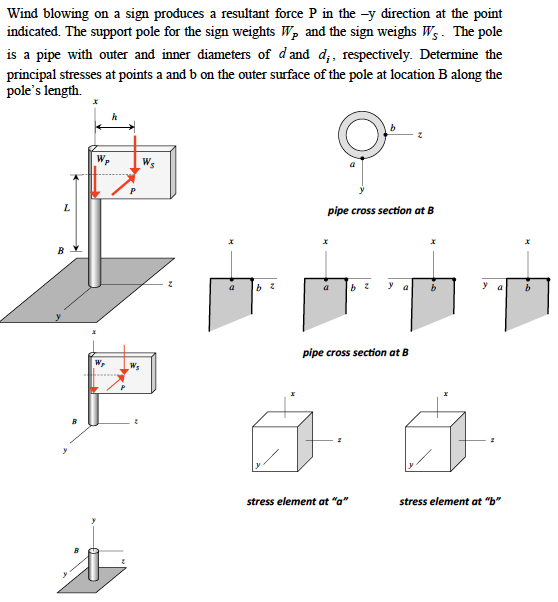 Wind blowing on a sign produces a resultant force P in the –y direction at the point
indicated. The support pole for the sign weights W_P and the sign weighs W_S. The pole
is a pipe with outer and inner diameters of d and d_i, respectively. Determine the
principal stresses at points a and b on the outer surface of the pole at location B along the
pole's length.
x
h
W_P
W_S
P
L
B
z
y
b
z
a
y
pipe cross section at B
x
x
x
x
a b z
a b z
y a b
y a b
pipe cross section at B
x
W_P
W_S
P
B
z
y
x
z
y
x
z
y
stress element at "a"
stress element at "b"
y
B
z
y